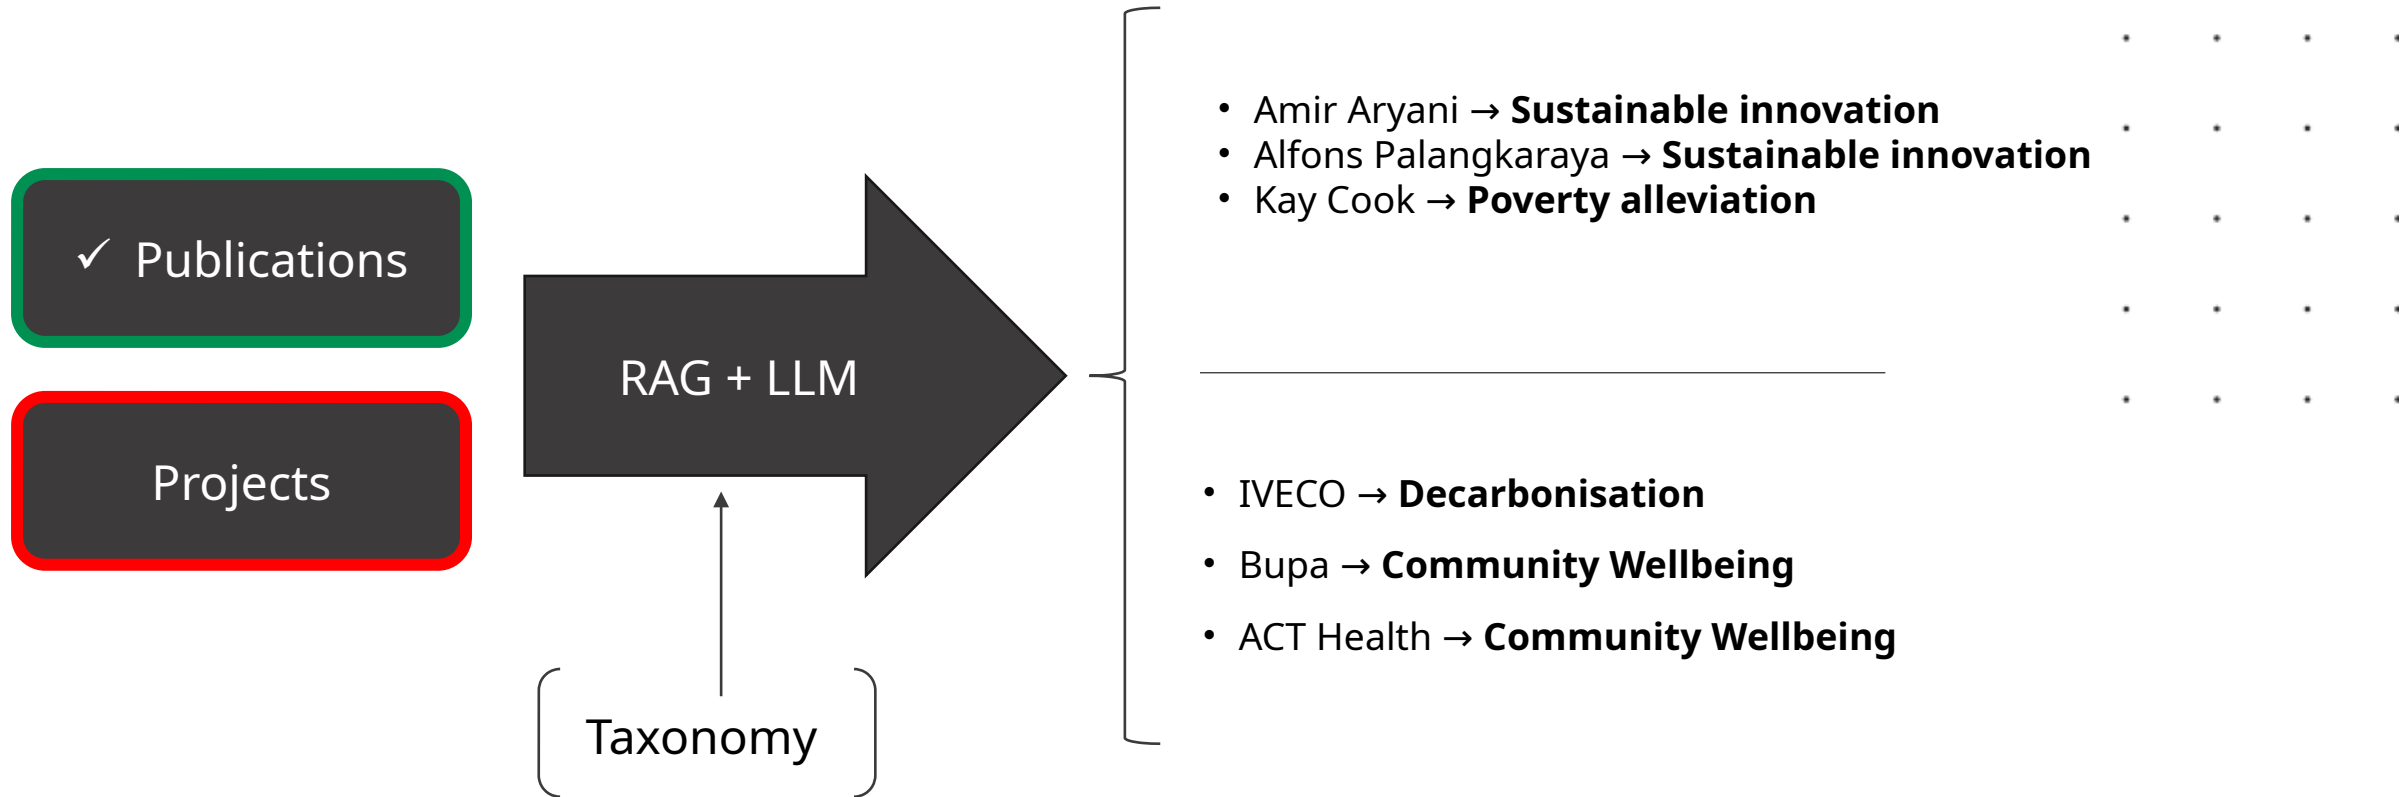 ✓ Publications
Projects
RAG + LLM
Taxonomy
• Amir Aryani → Sustainable innovation
• Alfons Palangkaraya → Sustainable innovation
• Kay Cook → Poverty alleviation
• IVECO → Decarbonisation
• Bupa → Community Wellbeing
• ACT Health → Community Wellbeing